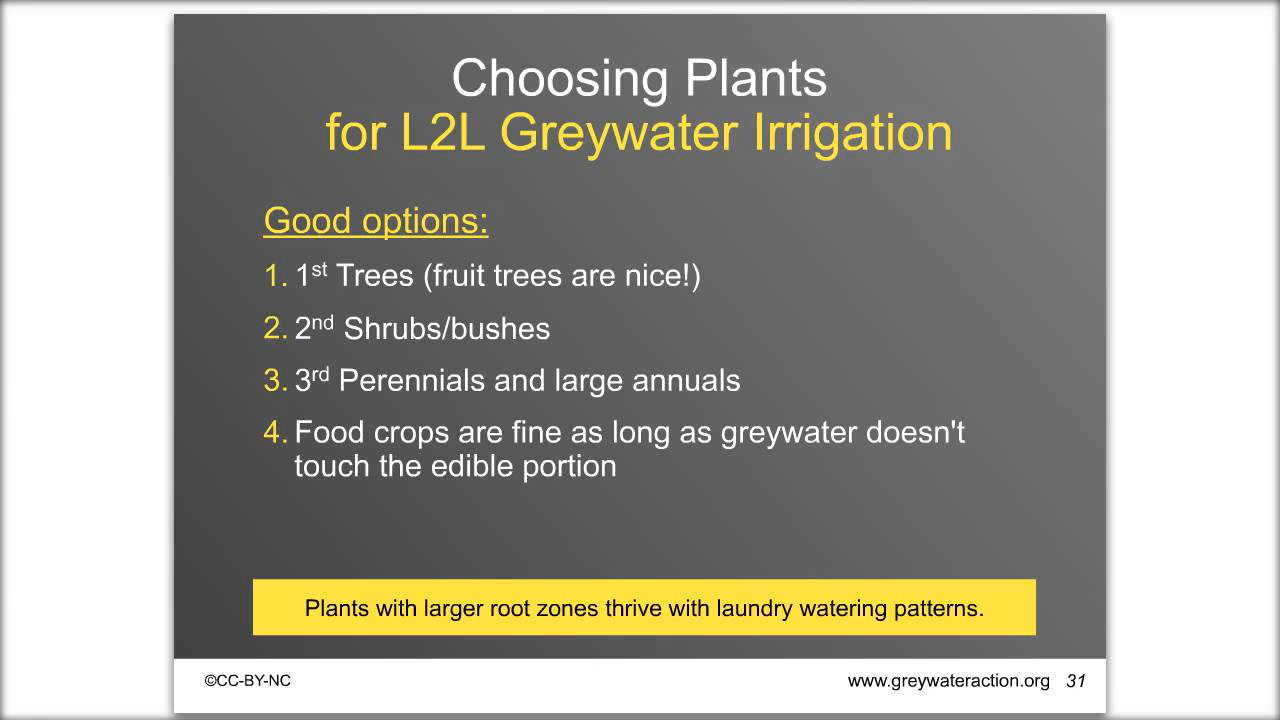 Choosing Plants
for L2L Greywater Irrigation
Good options:
1. 1st Trees (fruit trees are nice!)
2. 2nd Shrubs/bushes
3. 3rd Perennials and large annuals
4. Food crops are fine as long as greywater doesn't
touch the edible portion
Plants with larger root zones thrive with laundry watering patterns.
©CC-BY-NC
www.greywateraction.org 31